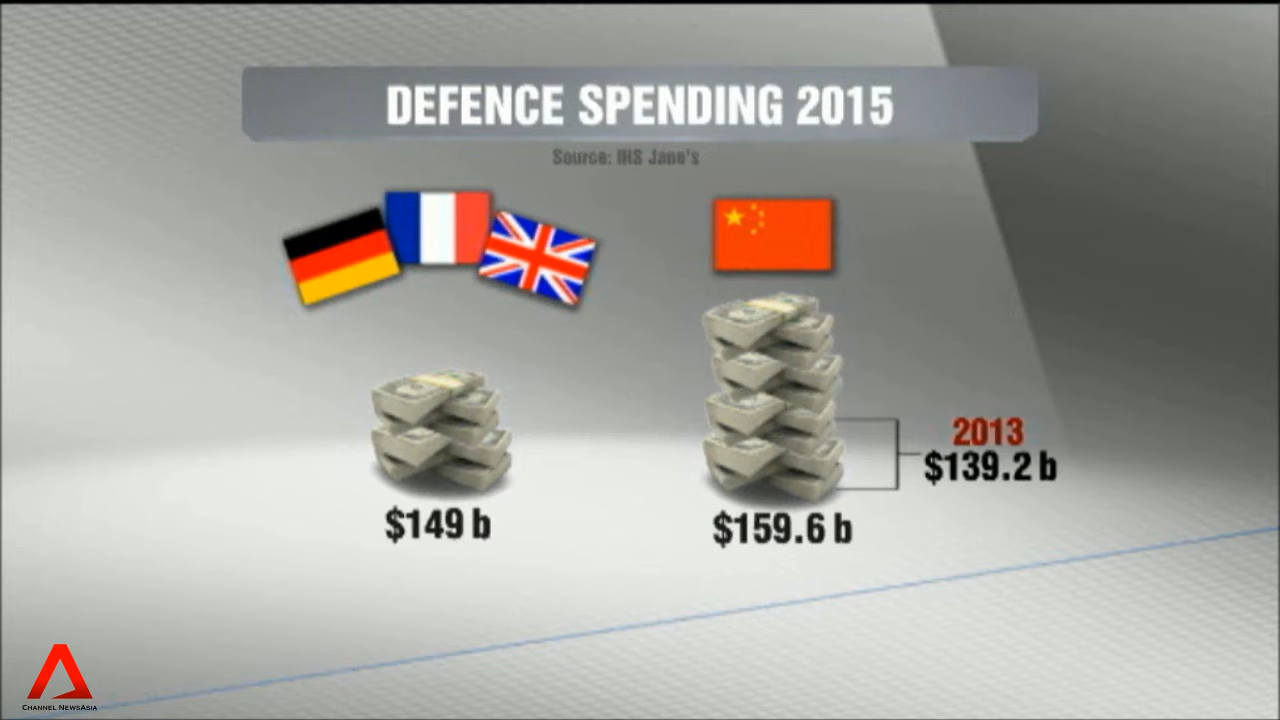 DEFENCE SPENDING 2015
Source: IHS Jane's
2013
$139.2 b
$149 b
$159.6 b
CHANNEL NEWSASIA